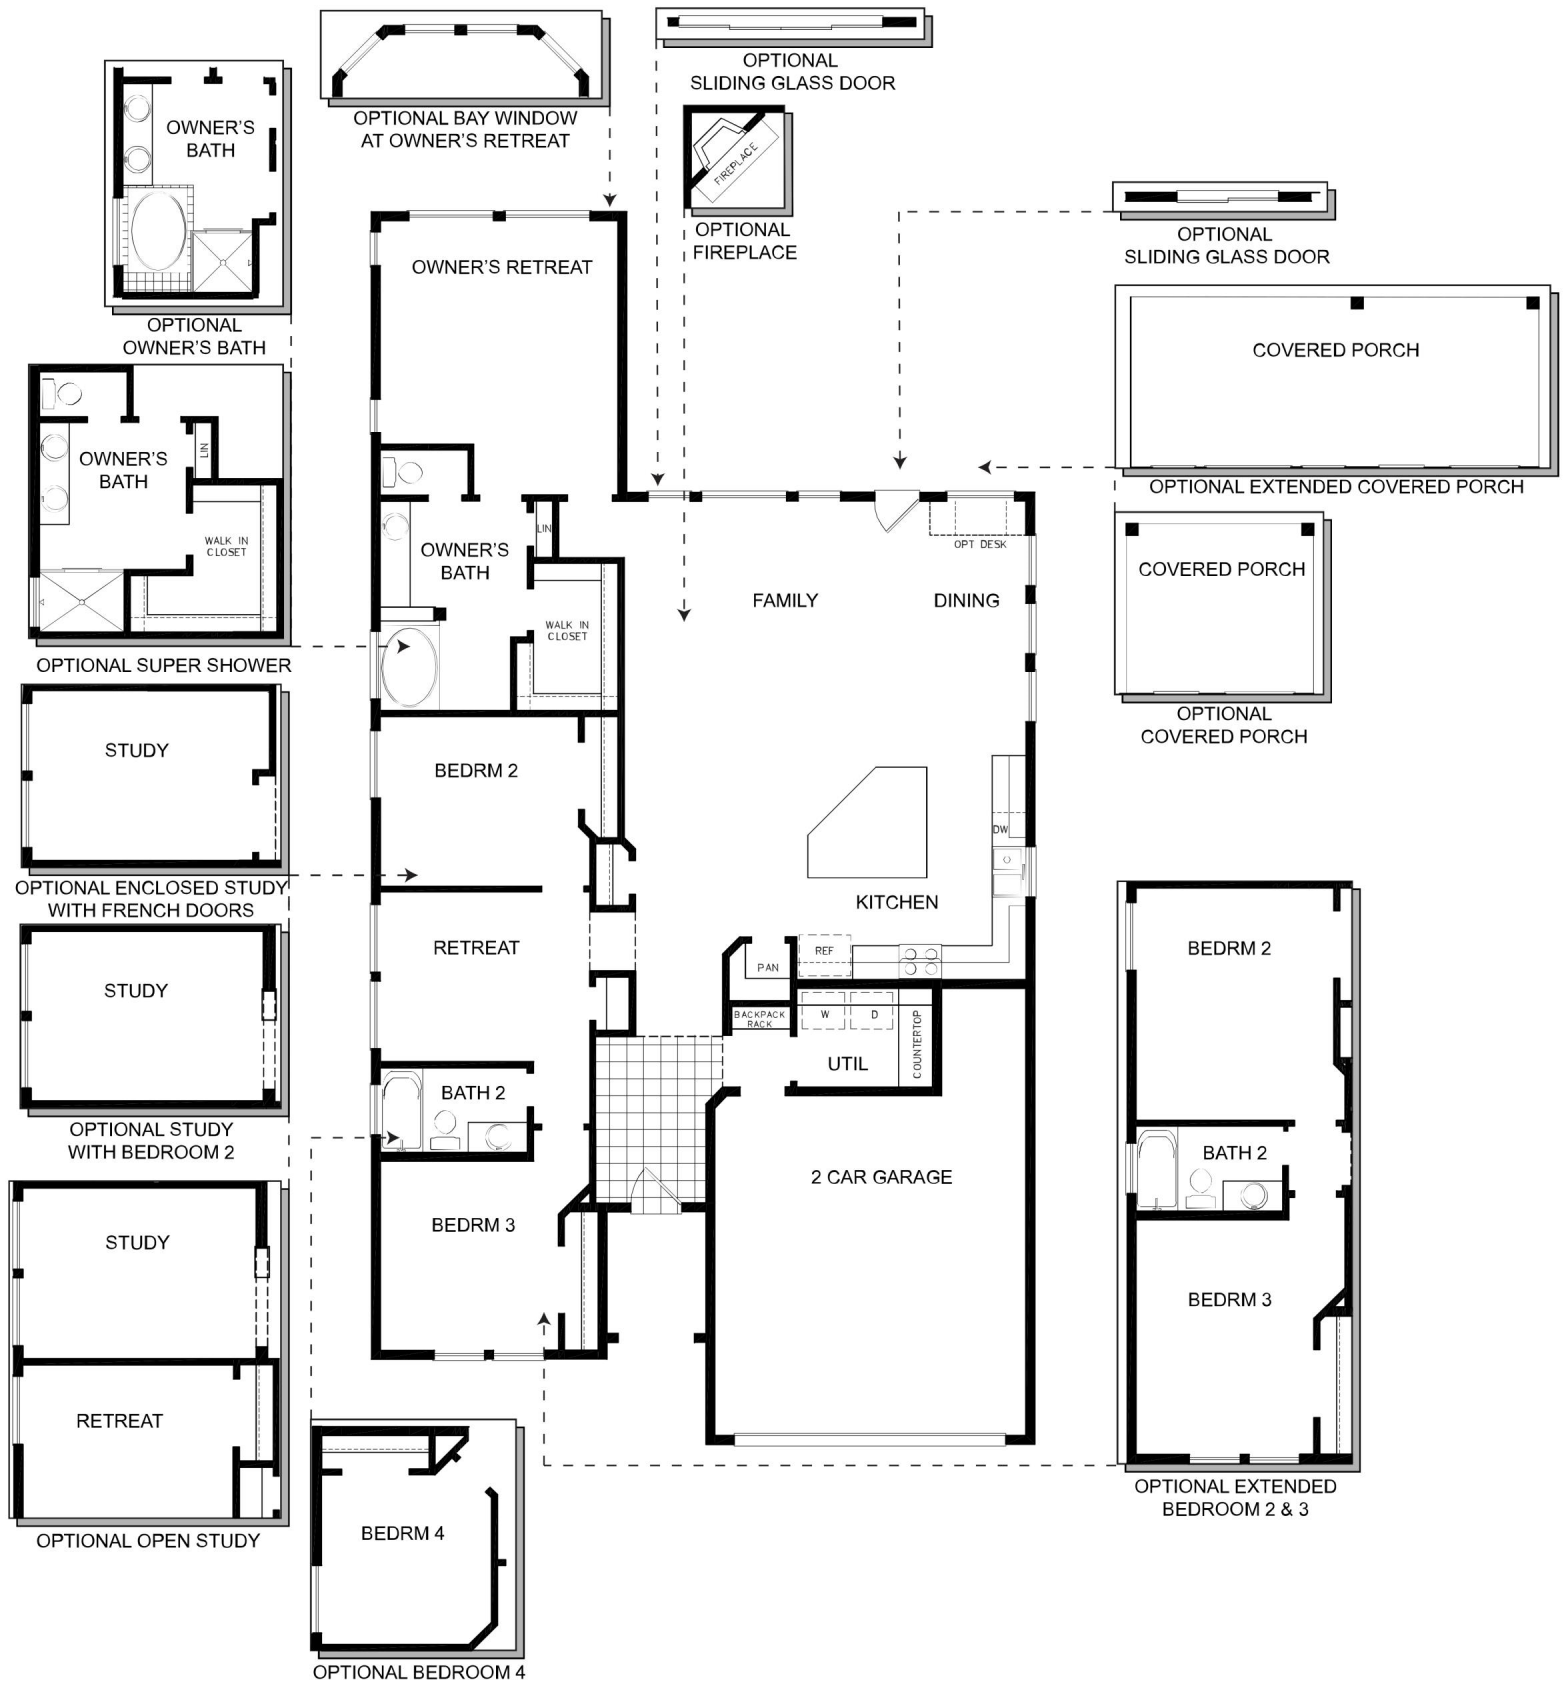 OPTIONAL BAY WINDOW
AT OWNER'S RETREAT
OPTIONAL
SLIDING GLASS DOOR
FIREPLACE
OPTIONAL
FIREPLACE
OPTIONAL
SLIDING GLASS DOOR
OWNER'S
BATH
OPTIONAL
OWNER'S BATH
OWNER'S
BATH
LIN
WALK IN
CLOSET
OPTIONAL SUPER SHOWER
STUDY
OPTIONAL ENCLOSED STUDY
WITH FRENCH DOORS
STUDY
OPTIONAL STUDY
WITH BEDROOM 2
STUDY
RETREAT
OPTIONAL OPEN STUDY
OWNER'S RETREAT
OWNER'S
BATH
LIN
WALK IN
CLOSET
BEDRM 2
RETREAT
BATH 2
BEDRM 3
FAMILY
DINING
OPT DESK
DW
KITCHEN
REF
PAN
BACKPACK
RACK
W
D
COUNTERTOP
UTIL
2 CAR GARAGE
BEDRM 4
OPTIONAL BEDROOM 4
COVERED PORCH
OPTIONAL EXTENDED COVERED PORCH
COVERED PORCH
OPTIONAL
COVERED PORCH
BEDRM 2
BATH 2
BEDRM 3
OPTIONAL EXTENDED
BEDROOM 2 & 3